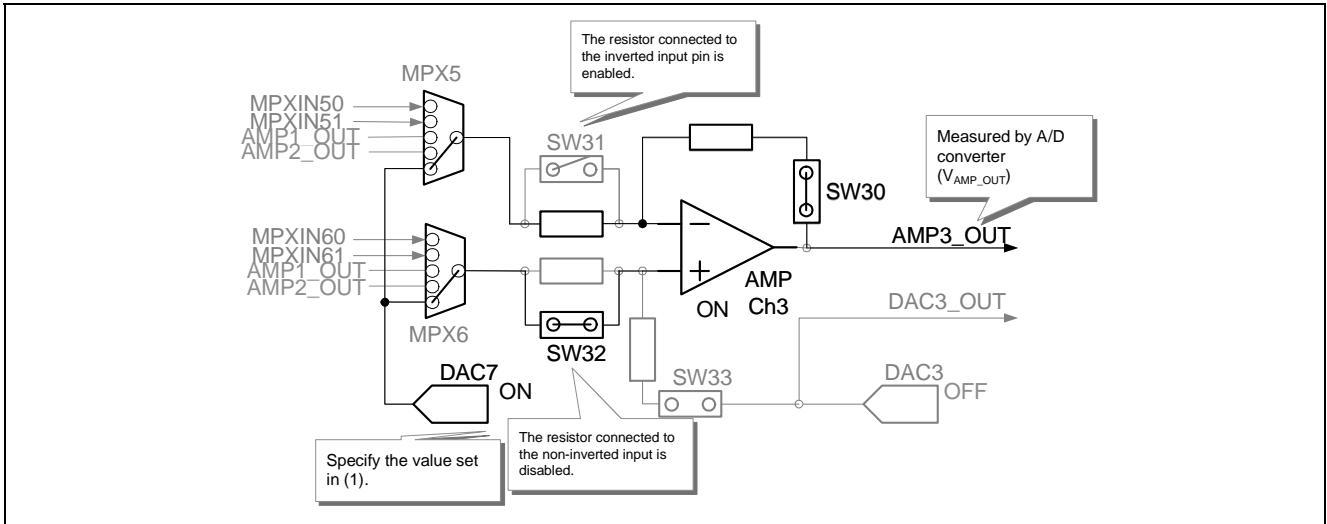 The resistor connected to
the inverted input pin is
enabled.
MPX5
MPXIN50
MPXIN51
AMP1_OUT
AMP2_OUT
SW31
SW30
Measured by A/D
converter
(VAMP_OUT)
AMP3_OUT
MPXIN60
MPXIN61
AMP1_OUT
AMP2_OUT
MPX6
−
+
AMP
Ch3
ON
SW32
DAC3_OUT
DAC7
ON
SW33
DAC3
OFF
Specify the value set
in (1).
The resistor connected to
the non-inverted input is
disabled.